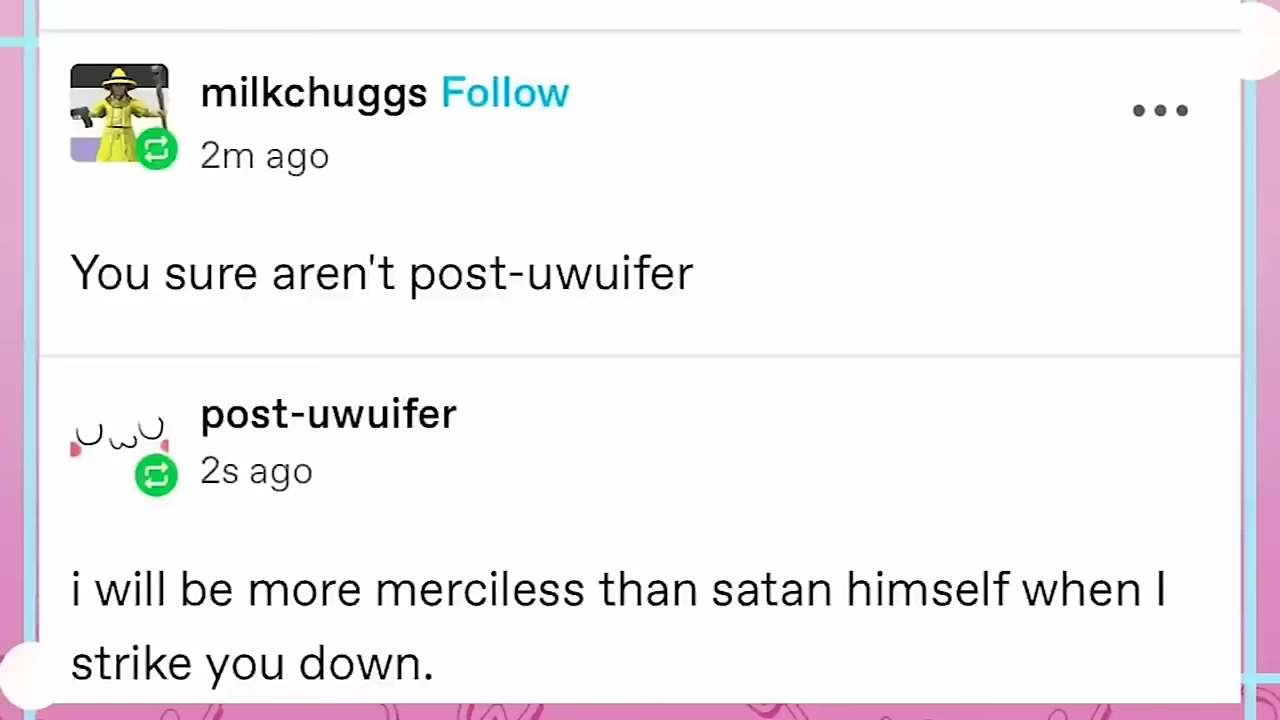 milkchuggs Follow
2m ago
You sure aren't post-uwuifer
post-uwuifer
2s ago
i will be more merciless than satan himself when I
strike you down.